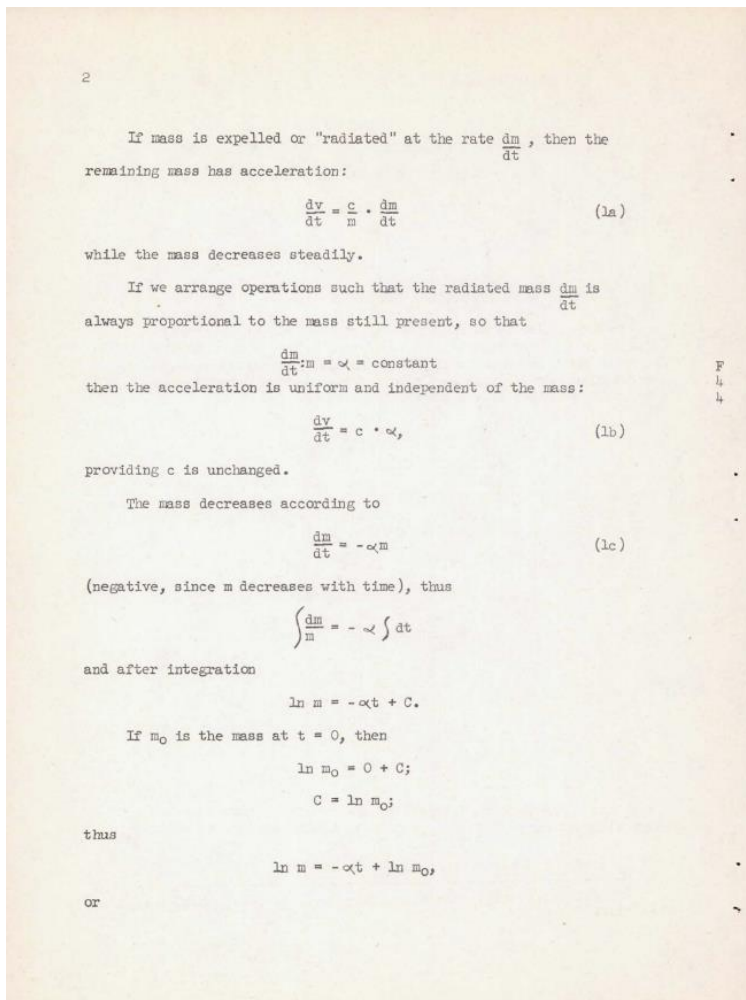 2
If mass is expelled or "radiated" at the rate dm/dt , then the
remaining mass has acceleration:
dv/dt = c/m · dm/dt (1a)
while the mass decreases steadily.
If we arrange operations such that the radiated mass dm/dt is
always proportional to the mass still present, so that
dm/dt:m = α = constant
then the acceleration is uniform and independent of the mass:
F
4
4
dv/dt = c · α, (1b)
providing c is unchanged.
The mass decreases according to
dm/dt = -αm (1c)
(negative, since m decreases with time), thus
∫dm/m = - α ∫ dt
and after integration
ln m = -αt + C.
If m₀ is the mass at t = 0, then
ln m₀ = 0 + C;
C = ln m₀;
thus
ln m = -αt + ln m₀,
or